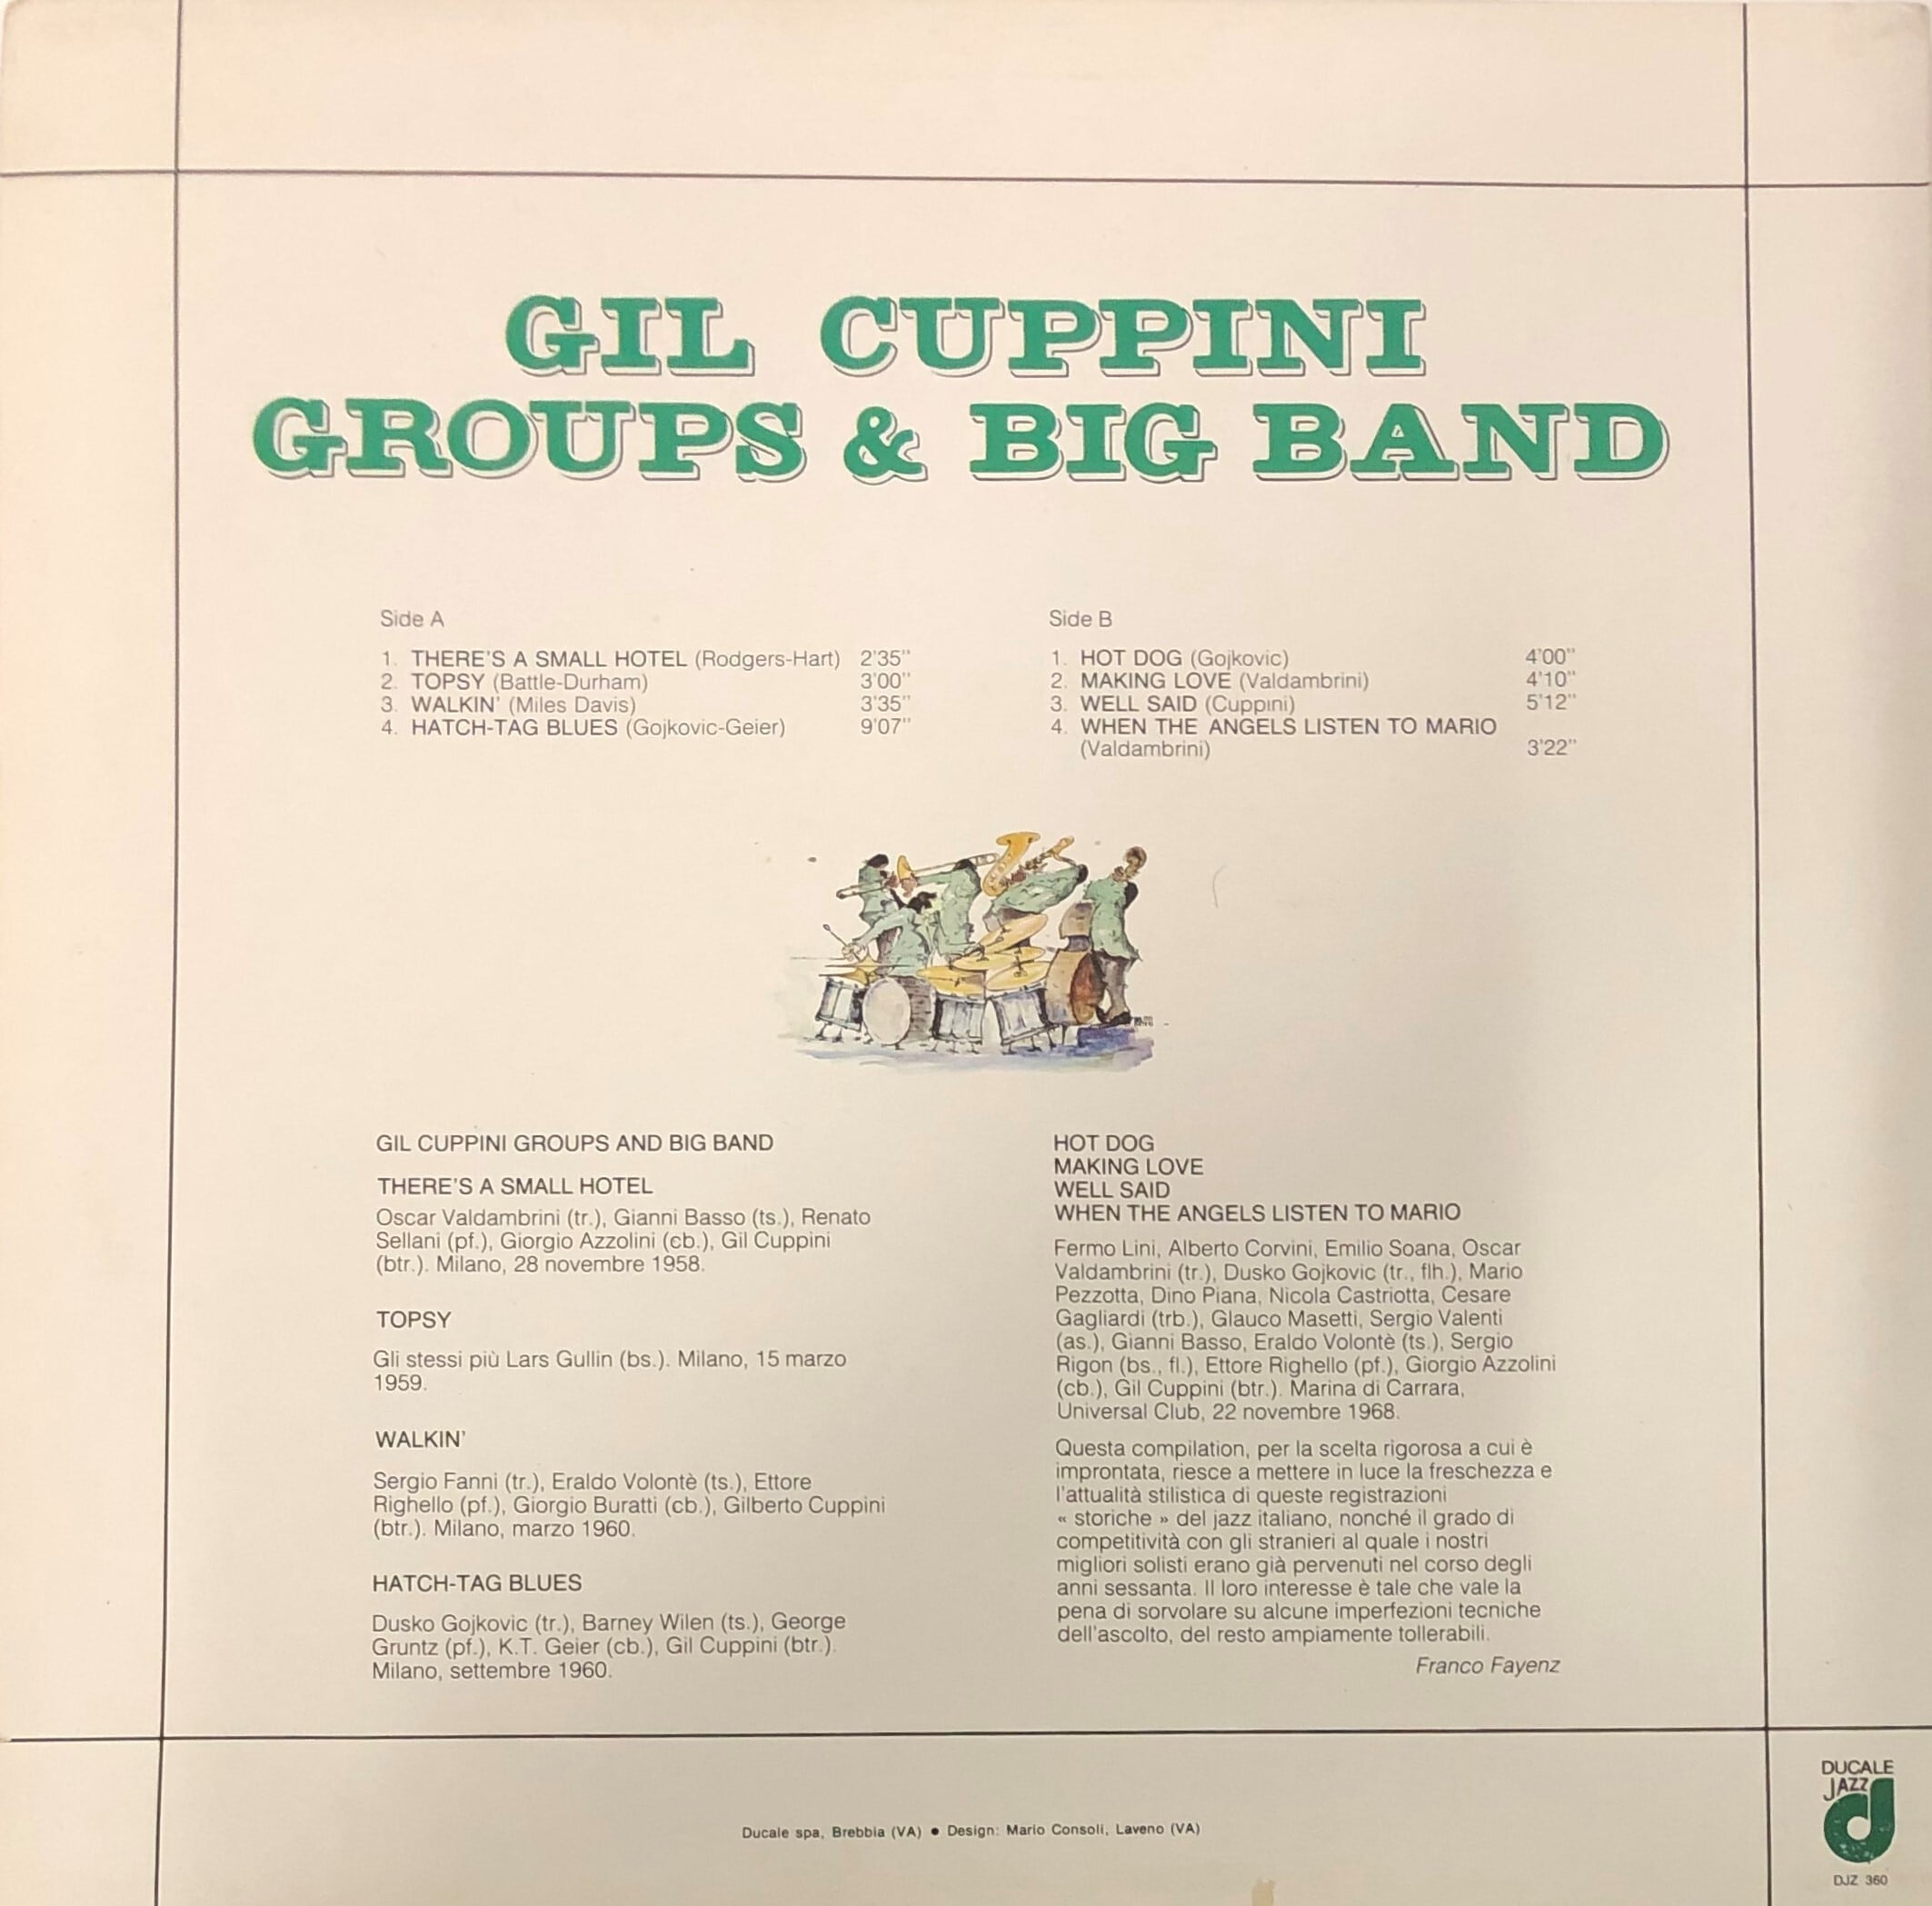 GIL CUPPINI
GROUPS & BIG BAND
Side A
1. THERE'S A SMALL HOTEL (Rodgers-Hart) 2'35"
2. TOPSY (Battle-Durham) 3'00"
3. WALKIN' (Miles Davis) 3'35"
4. HATCH-TAG BLUES (Gojkovic-Geier) 9'07"
Side B
1. HOT DOG (Gojkovic) 4'00"
2. MAKING LOVE (Valdambrini) 4'10"
3. WELL SAID (Cuppini) 5'12"
4. WHEN THE ANGELS LISTEN TO MARIO
(Valdambrini) 3'22"
GIL CUPPINI GROUPS AND BIG BAND
THERE'S A SMALL HOTEL
Oscar Valdambrini (tr.), Gianni Basso (ts.), Renato
Sellani (pf.), Giorgio Azzolini (cb.), Gil Cuppini
(btr.). Milano, 28 novembre 1958.
TOPSY
Gli stessi più Lars Gullin (bs.). Milano, 15 marzo
1959.
WALKIN'
Sergio Fanni (tr.), Eraldo Volontè (ts.), Ettore
Righello (pf.), Giorgio Buratti (cb.), Gilberto Cuppini
(btr.). Milano, marzo 1960.
HATCH-TAG BLUES
Dusko Gojkovic (tr.), Barney Wilen (ts.), George
Gruntz (pf.), K.T. Geier (cb.), Gil Cuppini (btr.).
Milano, settembre 1960.
HOT DOG
MAKING LOVE
WELL SAID
WHEN THE ANGELS LISTEN TO MARIO
Fermo Lini, Alberto Corvini, Emilio Soana, Oscar
Valdambrini (tr.), Dusko Gojkovic (tr., flh.), Mario
Pezzotta, Dino Piana, Nicola Castriotta, Cesare
Gagliardi (trb.), Glauco Masetti, Sergio Valenti
(as.), Gianni Basso, Eraldo Volontè (ts.), Sergio
Rigon (bs., fl.), Ettore Righello (pf.), Giorgio Azzolini
(cb.), Gil Cuppini (btr.). Marina di Carrara,
Universal Club, 22 novembre 1968.
Questa compilation, per la scelta rigorosa a cui è
improntata, riesce a mettere in luce la freschezza e
l'attualità stilistica di queste registrazioni
« storiche » del jazz italiano, nonché il grado di
competitività con gli stranieri al quale i nostri
migliori solisti erano già pervenuti nel corso degli
anni sessanta. Il loro interesse è tale che vale la
pena di sorvolare su alcune imperfezioni tecniche
dell'ascolto, del resto ampiamente tollerabili.
Franco Fayenz
Ducale spa, Brebbia (VA) ● Design: Mario Consoli, Laveno (VA)
DUCALE
JAZZ
d
DJZ 360